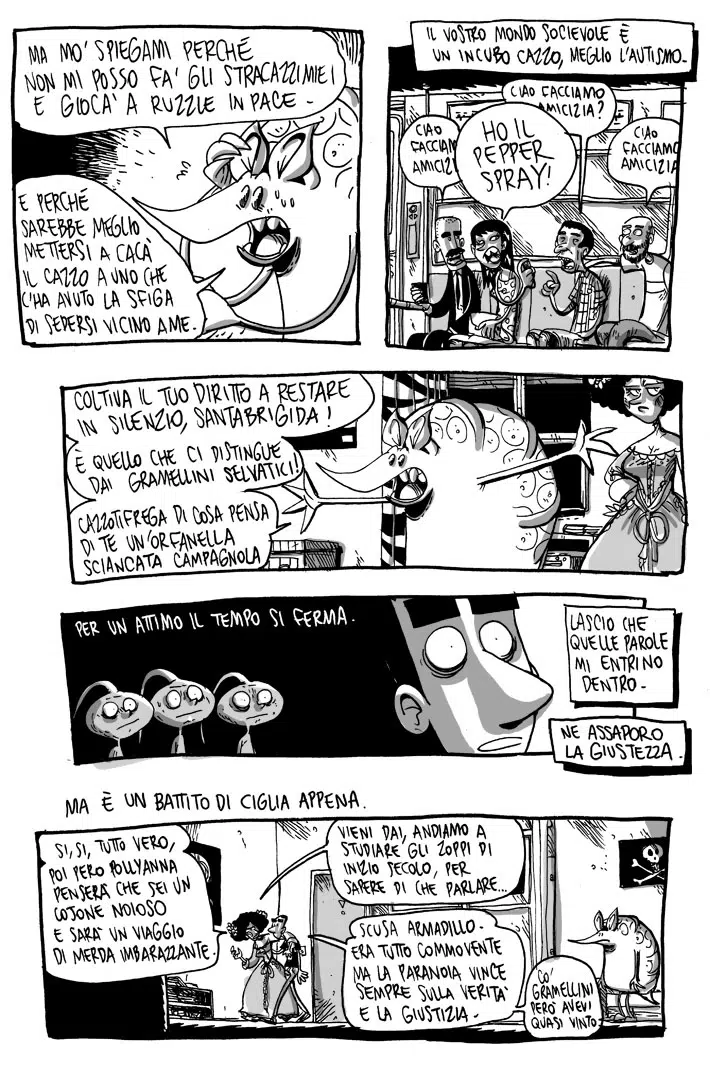 MA MO' SPIEGAMI PERCHÉ
NON MI POSSO FA' GLI STRACAZZIMIEI
E GIOCA' A RUZZLE IN PACE.
E PERCHÉ
SAREBBE MEGLIO
METTERSI A CACÀ
IL CAZZO A UNO CHE
C'HA AVUTO LA SFIGA
DI SEDERSI VICINO A ME.
IL VOSTRO MONDO SOCIEVOLE È
UN INCUBO CAZZO, MEGLIO L'AUTISMO.
CIAO
FACCIAMO
AMICIZ
HO IL
PEPPER
SPRAY!
CIAO FACCIAMO
AMICIZIA?
CIAO
FACCIAMO
AMICIZIA
COLTIVA IL TUO DIRITTO A RESTARE
IN SILENZIO, SANTABRIGIDA!
È QUELLO CHE CI DISTINGUE
DAI GRAMELLINI SELVATICI!
CAZZOTIFREGA DI COSA PENSA
DI TE UN'ORFANELLA
SCIANCATA CAMPAGNOLA
PER UN ATTIMO IL TEMPO SI FERMA.
LASCIO CHE
QUELLE PAROLE
MI ENTRINO
DENTRO.
NE ASSAPORO
LA GIUSTEZZA.
MA È UN BATTITO DI CIGLIA APPENA.
SI, SI, TUTTO VERO,
POI PERÒ POLLYANNA
PENSERÀ CHE SEI UN
COSONE NOIOSO
E SARÀ UN VIAGGIO
DI MERDA IMBARAZZANTE.
VIENI DAI, ANDIAMO A
STUDIARE GLI ZOPPI DI
INIZIO SECOLO, PER
SAPERE DI CHE PARLARE...
SCUSA ARMADILLO.
ERA TUTTO COMMOVENTE
MA LA PARANOIA VINCE
SEMPRE SULLA VERITÀ
E LA GIUSTIZIA.
CO'
GRAMELLINI
PERÒ AVEVI
QUASI VINTO.